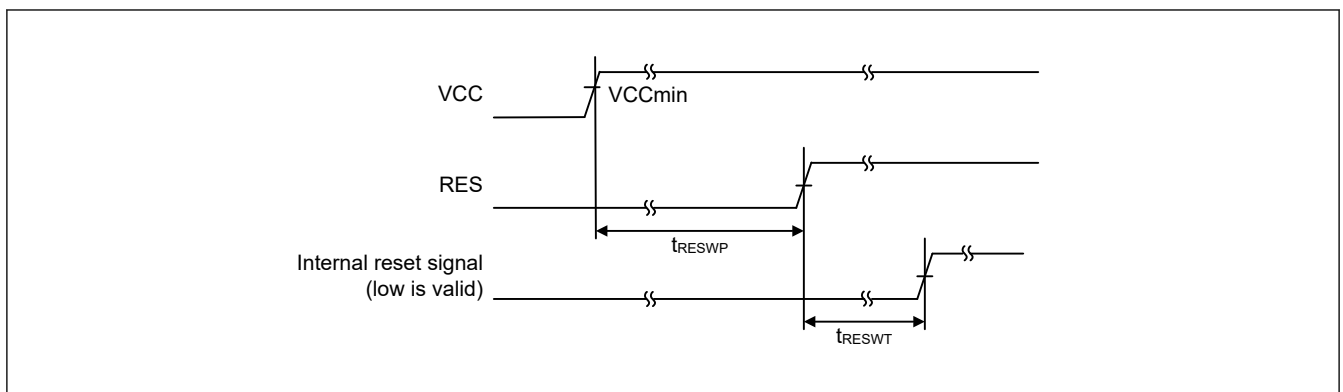 VCC
VCCmin
RES
tRESWP
Internal reset signal
(low is valid)
tRESWT